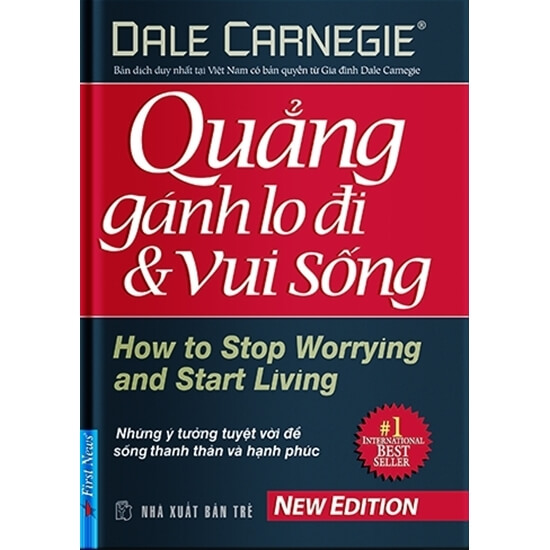 DALE CARNEGIE®
Bản dịch duy nhất tại Việt Nam có bản quyền từ Gia đình Dale Carnegie
Quẳng
gánh lo đi
& vui sống
How to Stop Worrying
and Start Living
Những ý tưởng tuyệt vời để
sống thanh thản và hạnh phúc
#1
INTERNATIONAL
BEST
SELLER
First News
NHÀ XUẤT BẢN TRẺ
NEW EDITION